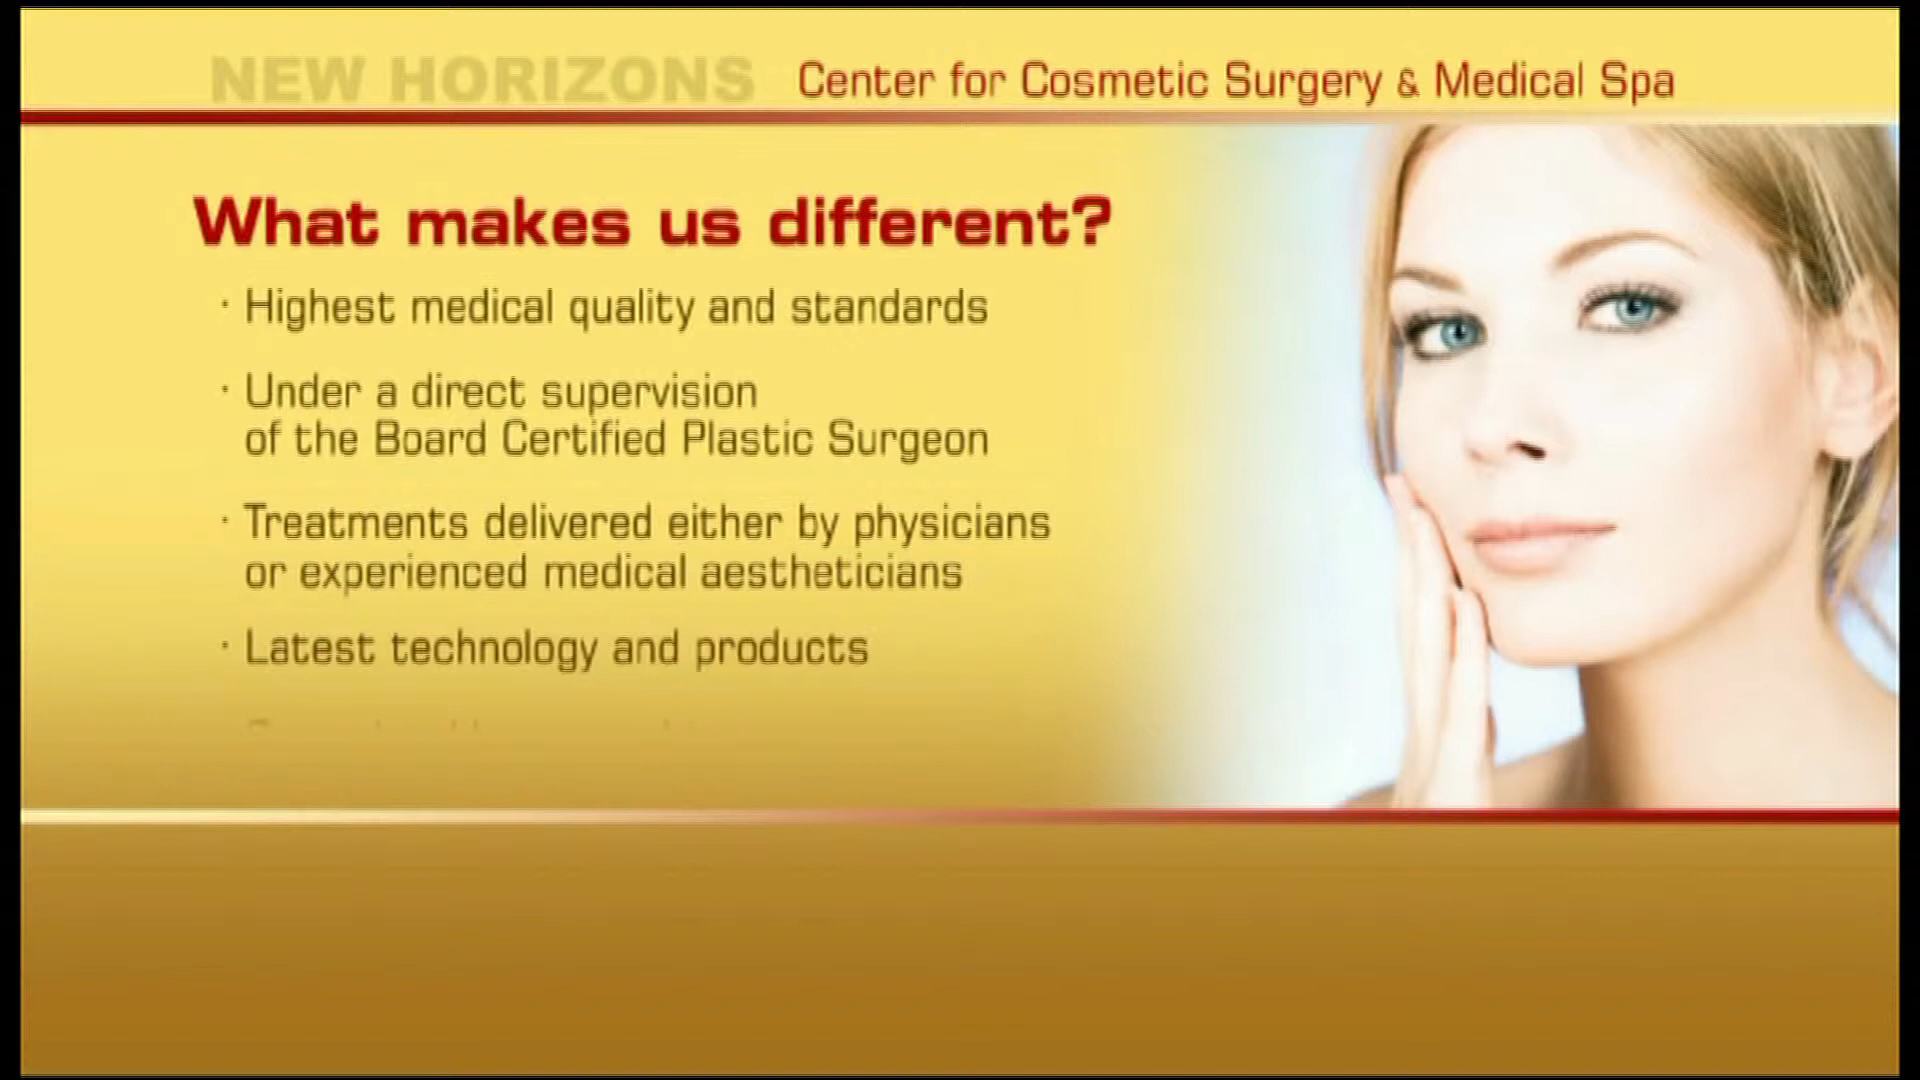 NEW HORIZONS Center for Cosmetic Surgery & Medical Spa
What makes us different?
· Highest medical quality and standards
· Under a direct supervision
of the Board Certified Plastic Surgeon
· Treatments delivered either by physicians
or experienced medical aestheticians
· Latest technology and products